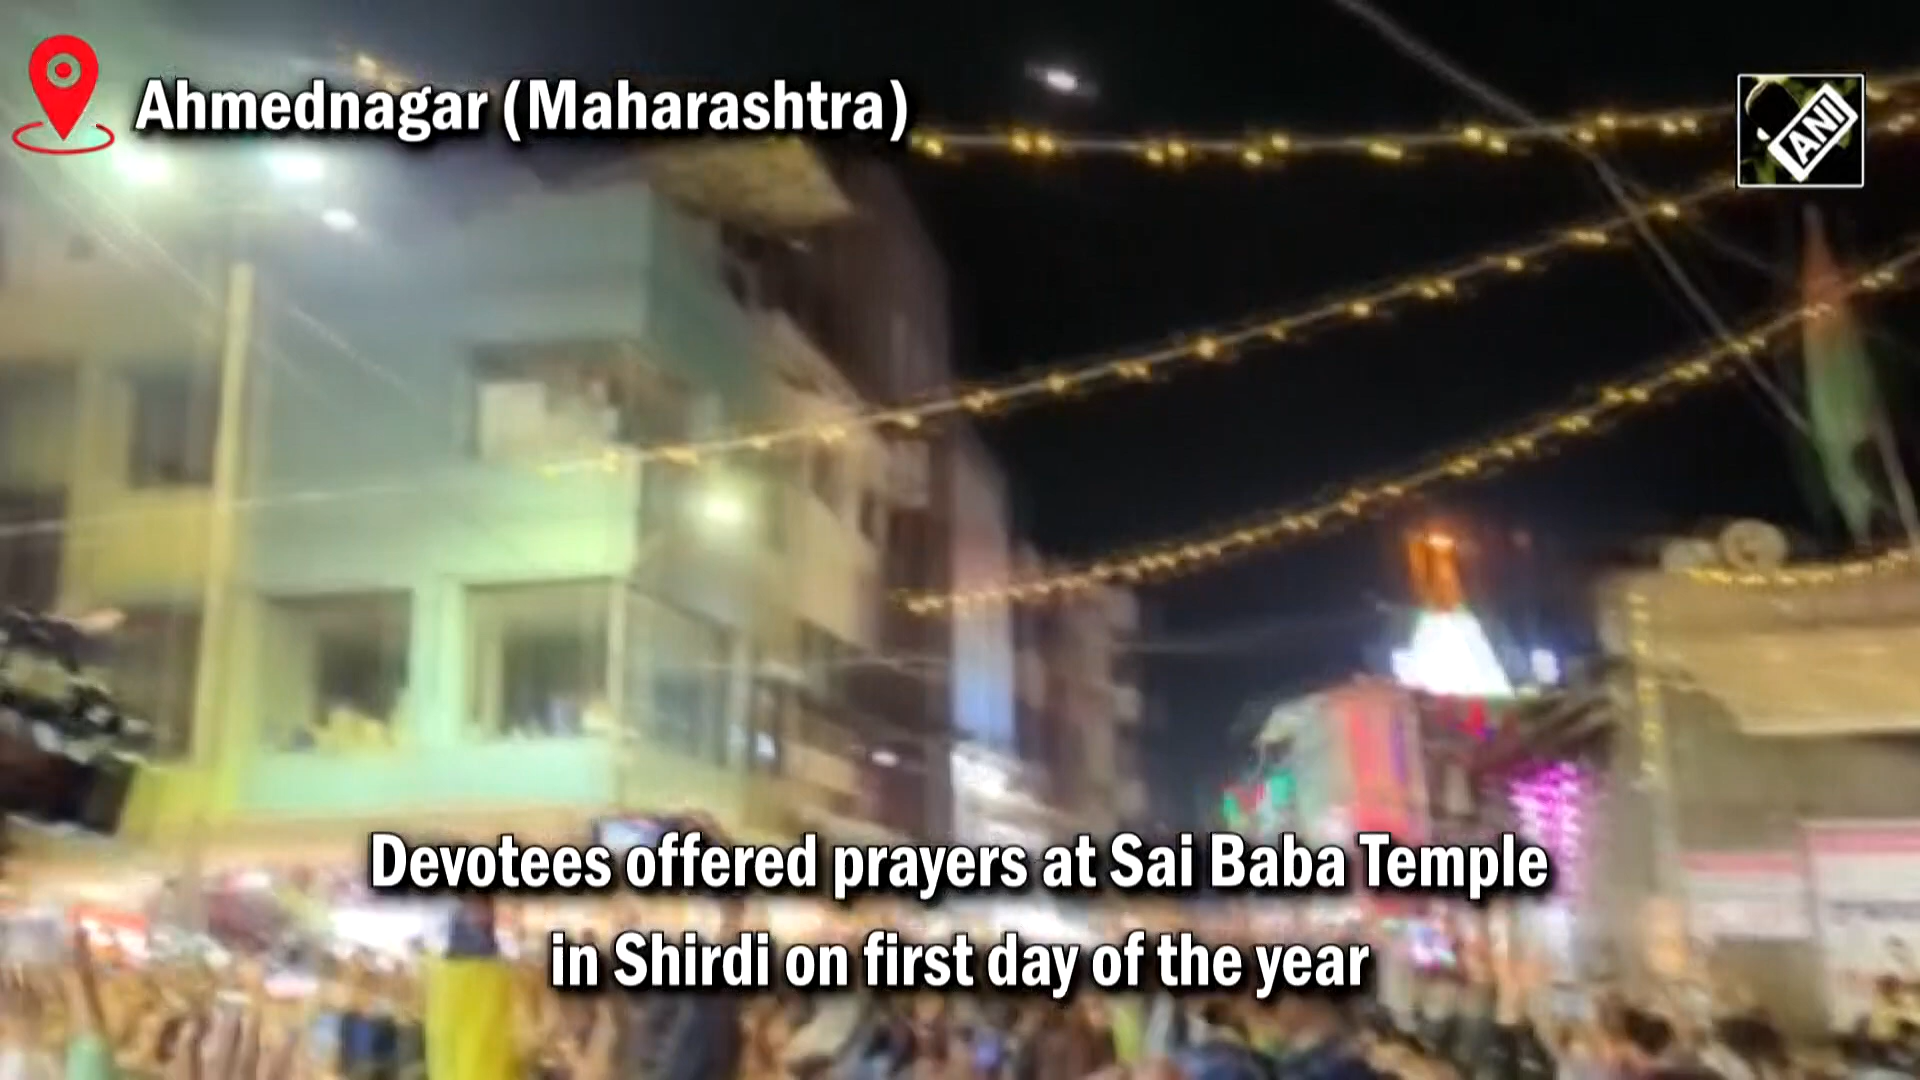 Ahmednagar (Maharashtra)
ANI
Devotees offered prayers at Sai Baba Temple
in Shirdi on first day of the year